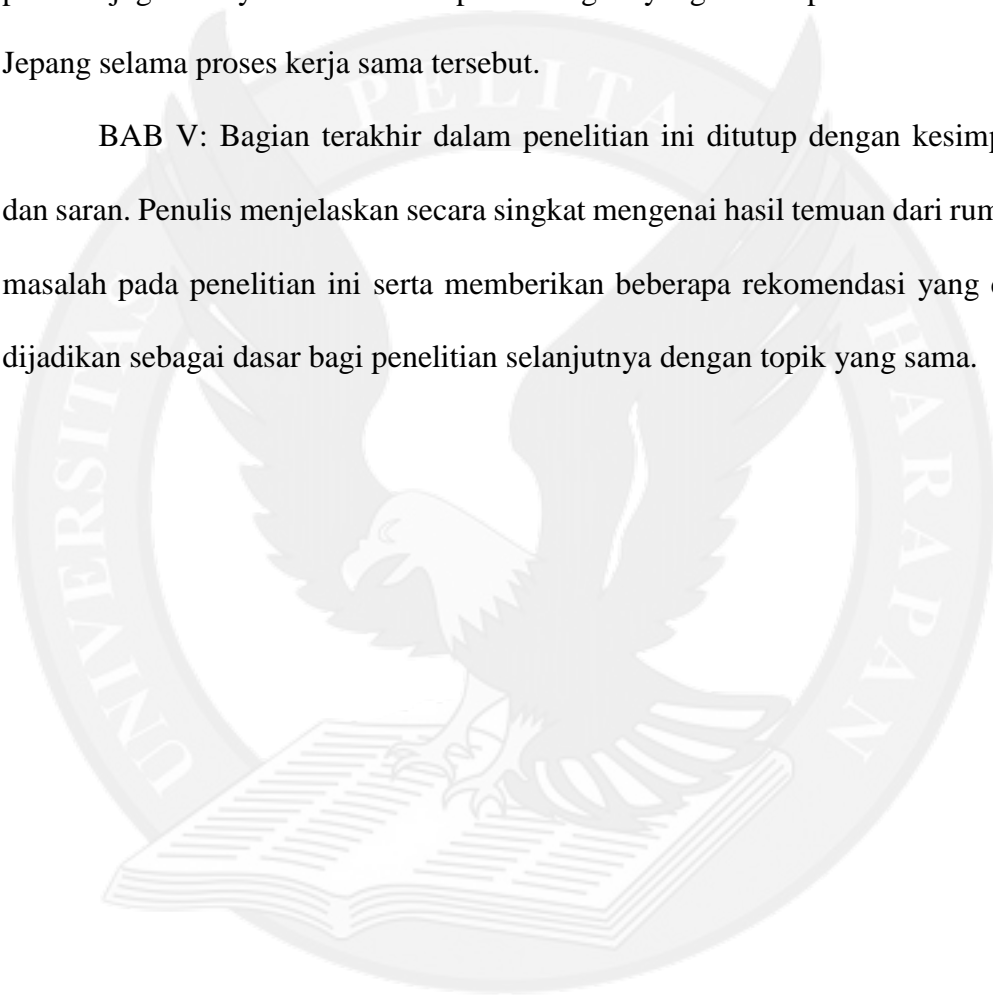 Jepang selama proses kerja sama tersebut.
BAB V: Bagian terakhir dalam penelitian ini ditutup dengan
dan saran. Penulis menjelaskan secara singkat mengenai hasil temuan dari
masalah pada penelitian ini serta memberikan beberapa rekomendasi yang
dijadikan sebagai dasar bagi penelitian selanjutnya dengan topik yang sama.
UNIVERSITAS PELITA HARAPAN